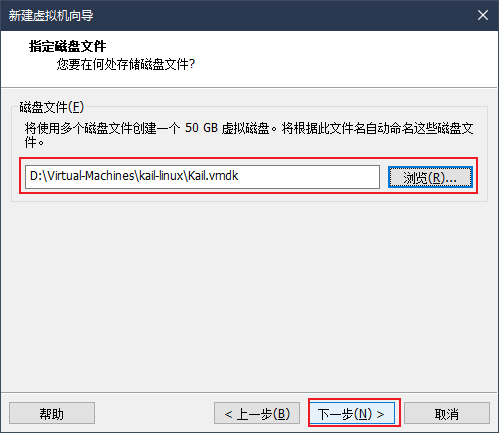 新建虚拟机向导
指定磁盘文件
您要在何处存储磁盘文件?
磁盘文件(F)
将使用多个磁盘文件创建一个 50 GB 虚拟磁盘。将根据此文件名自动命名这些磁盘文
件。
D:\Virtual-Machines\kail-linux\Kail.vmdk
浏览(R)...
帮助
< 上一步(B)
下一步(N) >
取消